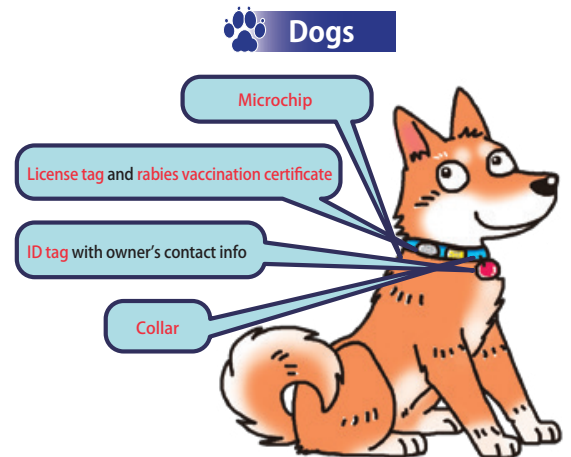 Dogs
Microchip
License tag and rabies vaccination certificate
ID tag with owner's contact info
Collar